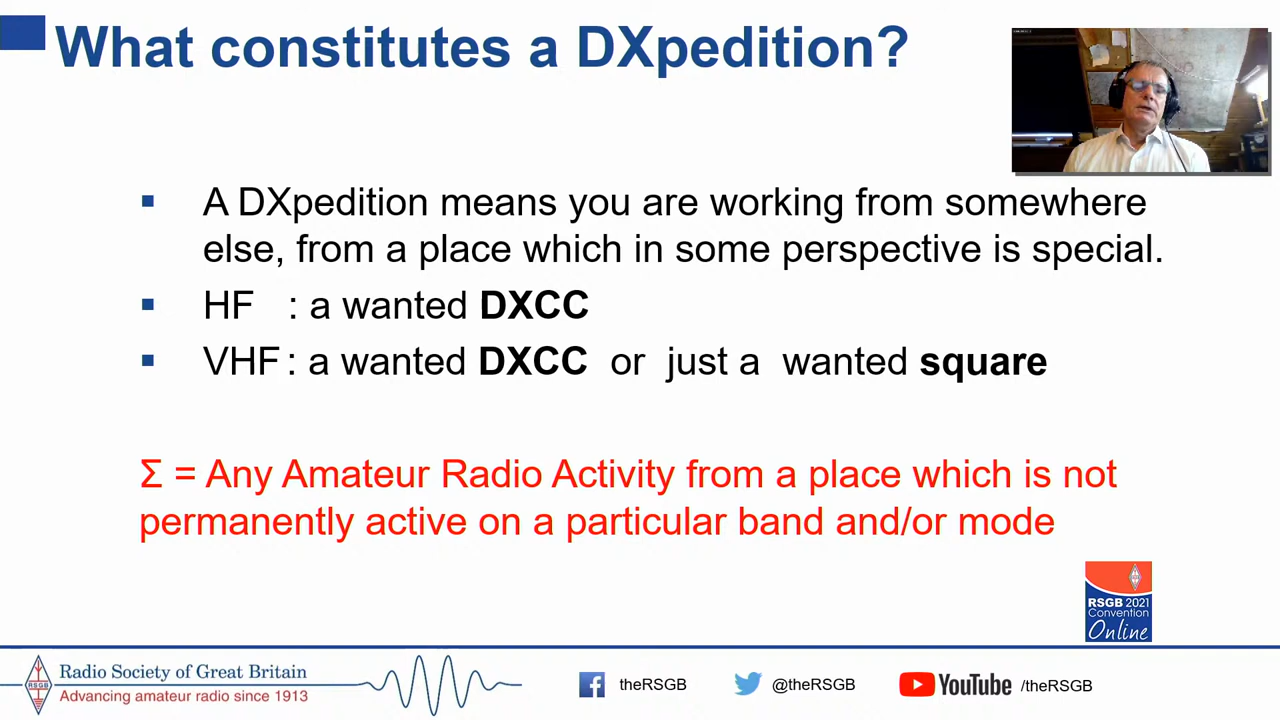 What constitutes a DXpedition?
▪ A DXpedition means you are working from somewhere
else, from a place which in some perspective is special.
▪ HF : a wanted DXCC
▪ VHF : a wanted DXCC or just a wanted square
Σ = Any Amateur Radio Activity from a place which is not
permanently active on a particular band and/or mode
RSGB 2021
Convention
Online
RSGB
Radio Society of Great Britain
Advancing amateur radio since 1913
theRSGB
@theRSGB
YouTube /theRSGB